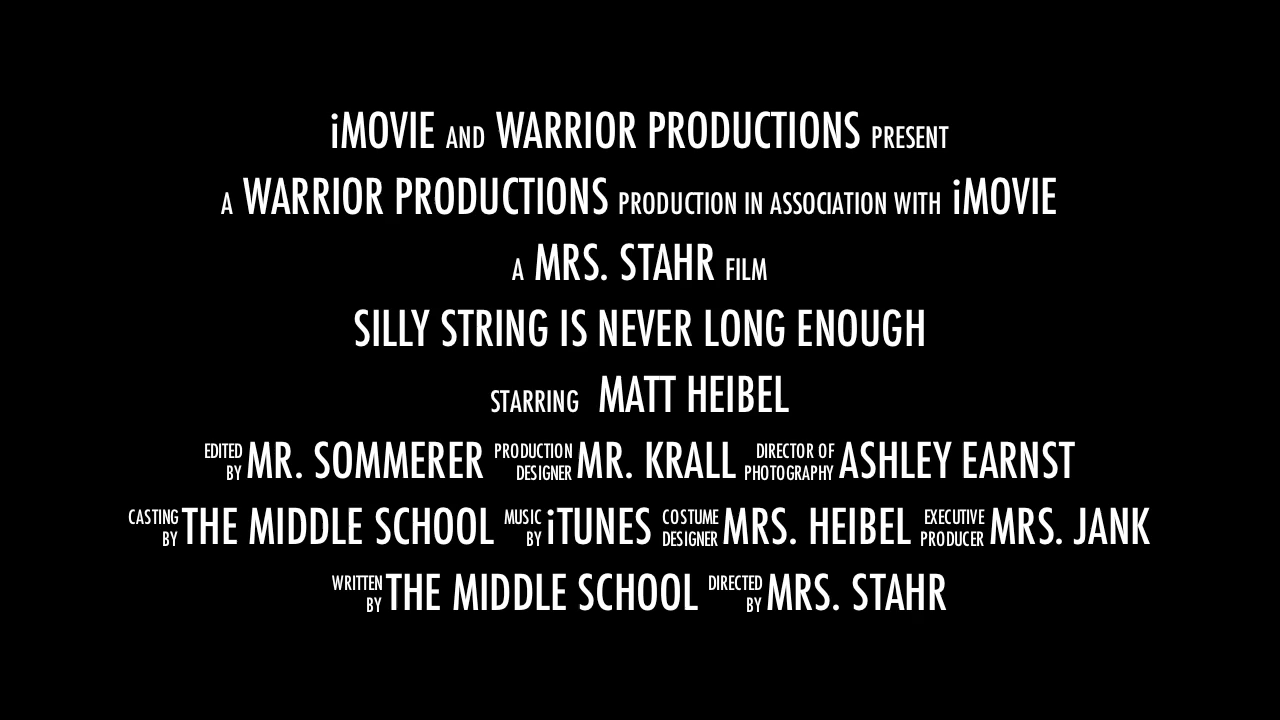 iMOVIE AND WARRIOR PRODUCTIONS PRESENT
A WARRIOR PRODUCTIONS PRODUCTION IN ASSOCIATION WITH iMOVIE
A MRS. STAHR FILM
SILLY STRING IS NEVER LONG ENOUGH
STARRING MATT HEIBEL
EDITED BY MR. SOMMERER PRODUCTION DESIGNER MR. KRALL DIRECTOR OF PHOTOGRAPHY ASHLEY EARNST
CASTING BY THE MIDDLE SCHOOL MUSIC BY iTUNES COSTUME DESIGNER MRS. HEIBEL EXECUTIVE PRODUCER MRS. JANK
WRITTEN BY THE MIDDLE SCHOOL DIRECTED BY MRS. STAHR